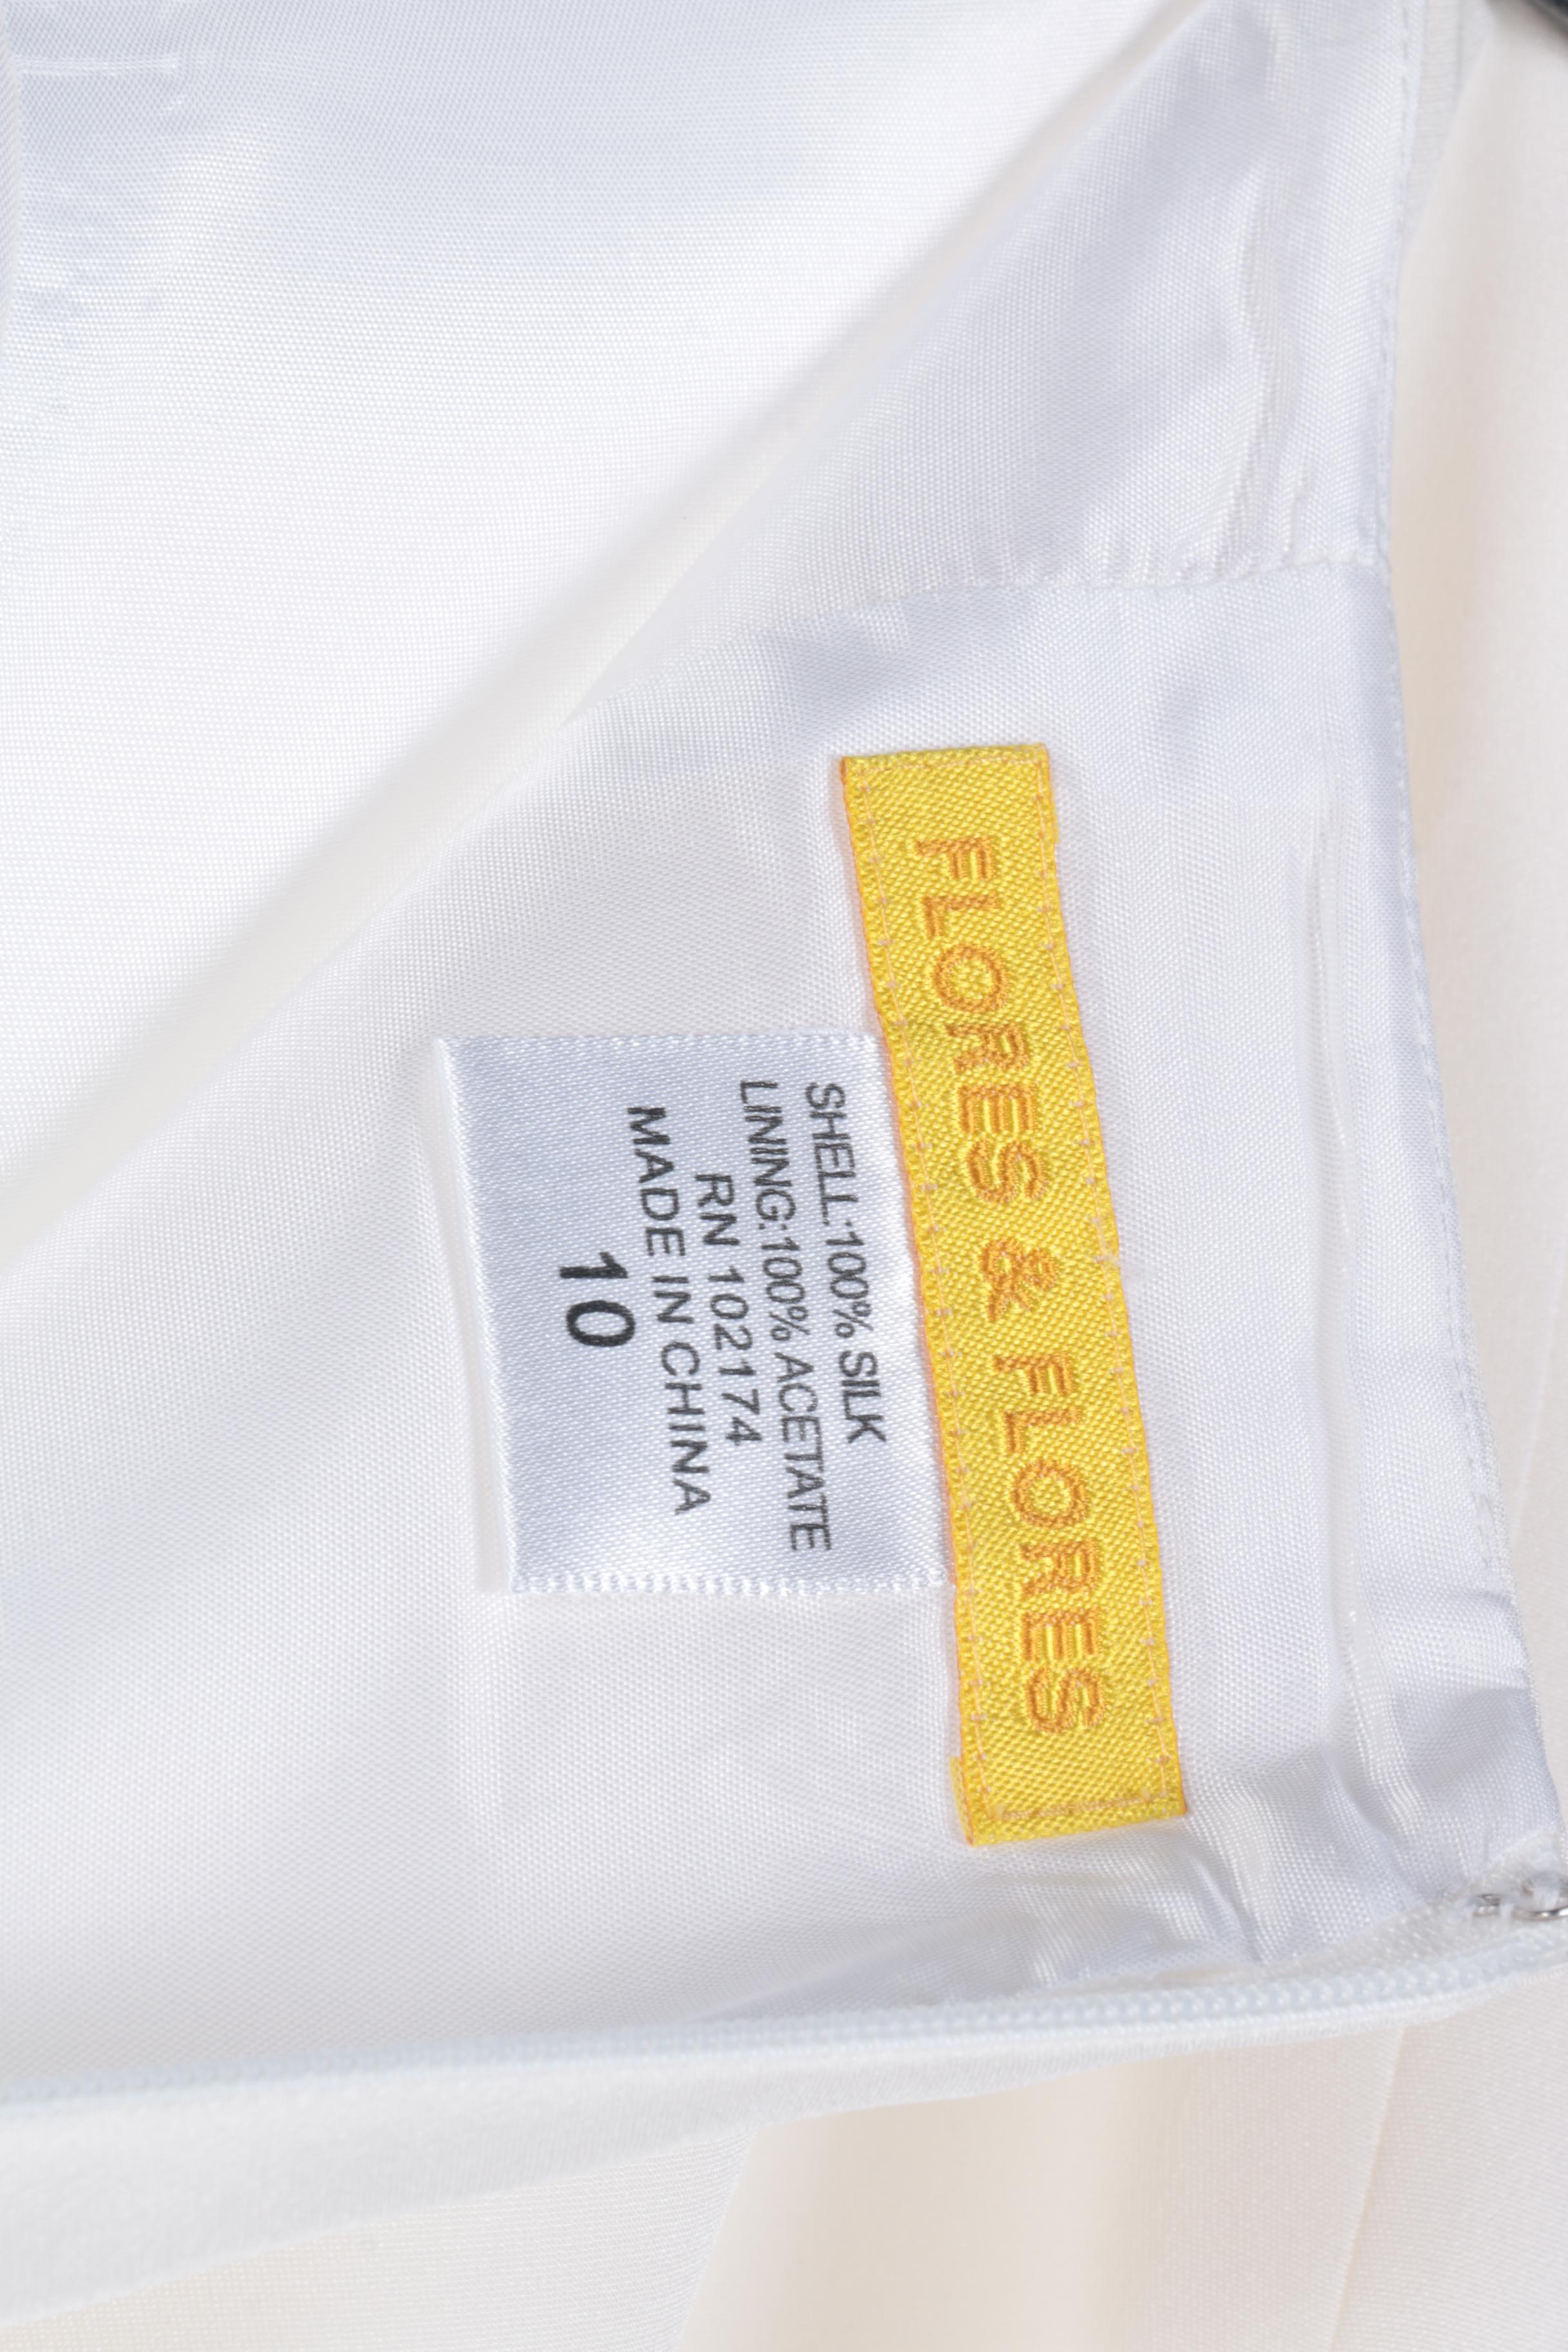 FLORES & FLORES
SHELL:100% SILK
LINING:100% ACETATE
RN 102174
MADE IN CHINA
10